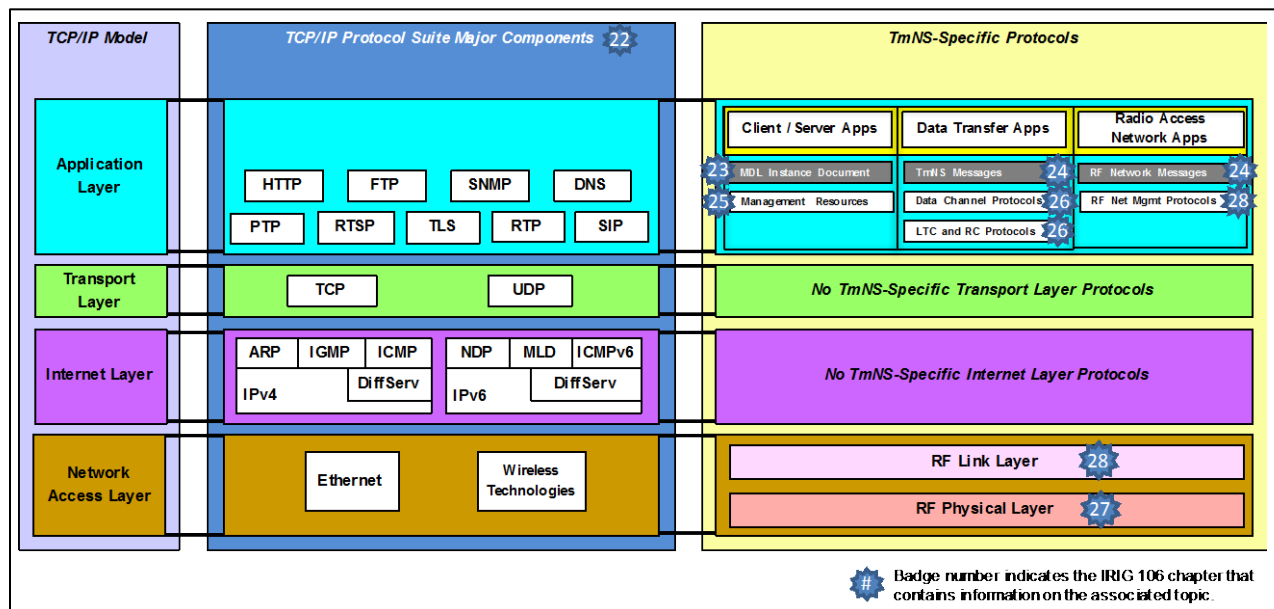 TCP/IP Model
TCP/IP Protocol Suite Major Components 22
TmNS-Specific Protocols
Application
Layer
HTTP
FTP
SNMP
DNS
PTP
RTSP
TLS
RTP
SIP
Client / Server Apps
Data Transfer Apps
Radio Access
Network Apps
23 MDL Instance Document
TmNS Messages 24
RF Network Messages 24
25 Management Resources
Data Channel Protocols 26
RF Net Mgmt Protocols 28
LTC and RC Protocols 26
Transport
Layer
TCP
UDP
No TmNS-Specific Transport Layer Protocols
Internet Layer
ARP
IGMP
ICMP
DiffServ
IPv4
NDP
MLD
ICMPv6
DiffServ
IPv6
No TmNS-Specific Internet Layer Protocols
Network
Access Layer
Ethernet
Wireless
Technologies
RF Link Layer 28
RF Physical Layer 27
# Badge number indicates the IRIG 106 chapter that
contains information on the associated topic.